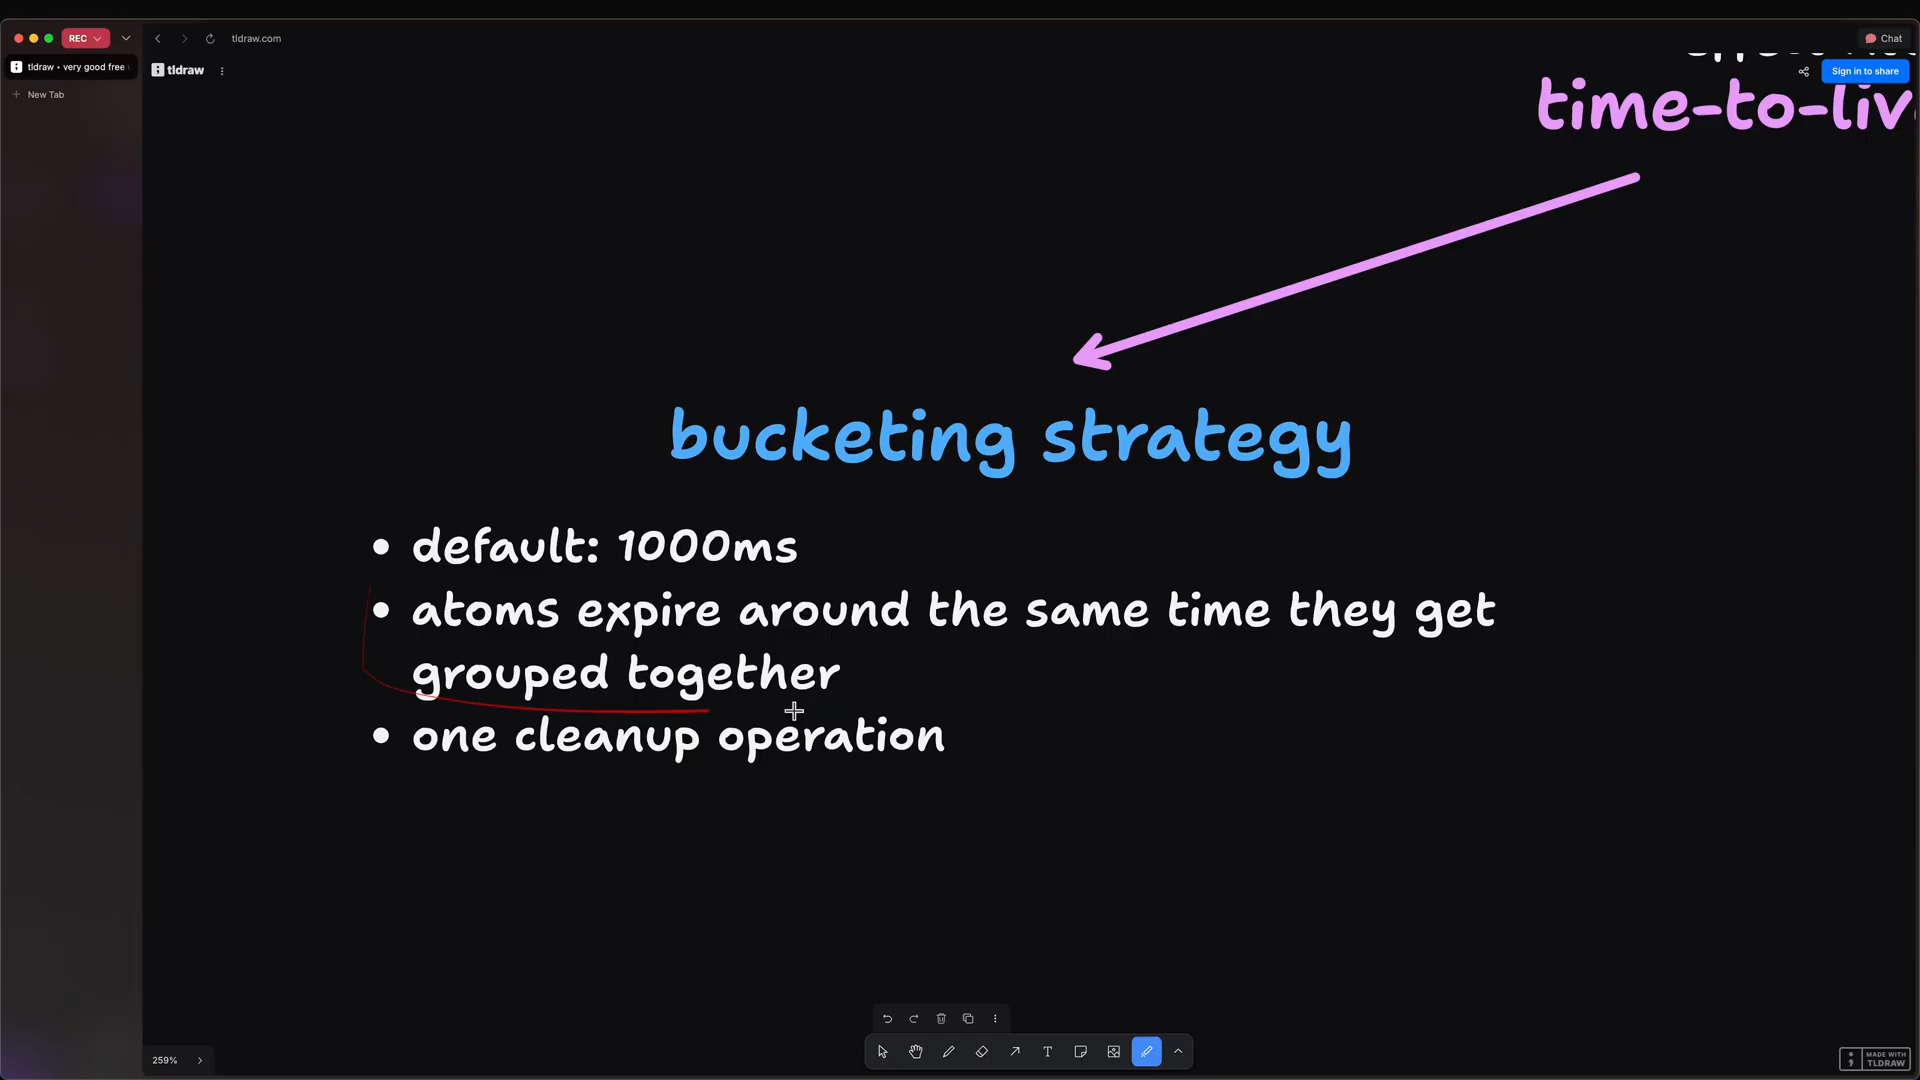 REC
tldraw.com
Chat
tldraw • very good free
tldraw
Sign in to share
New Tab
time-to-liv
bucketing strategy
• default: 1000ms
• atoms expire around the same time they get
grouped together
• one cleanup operation
259%
MADE WITH
TLDRAW